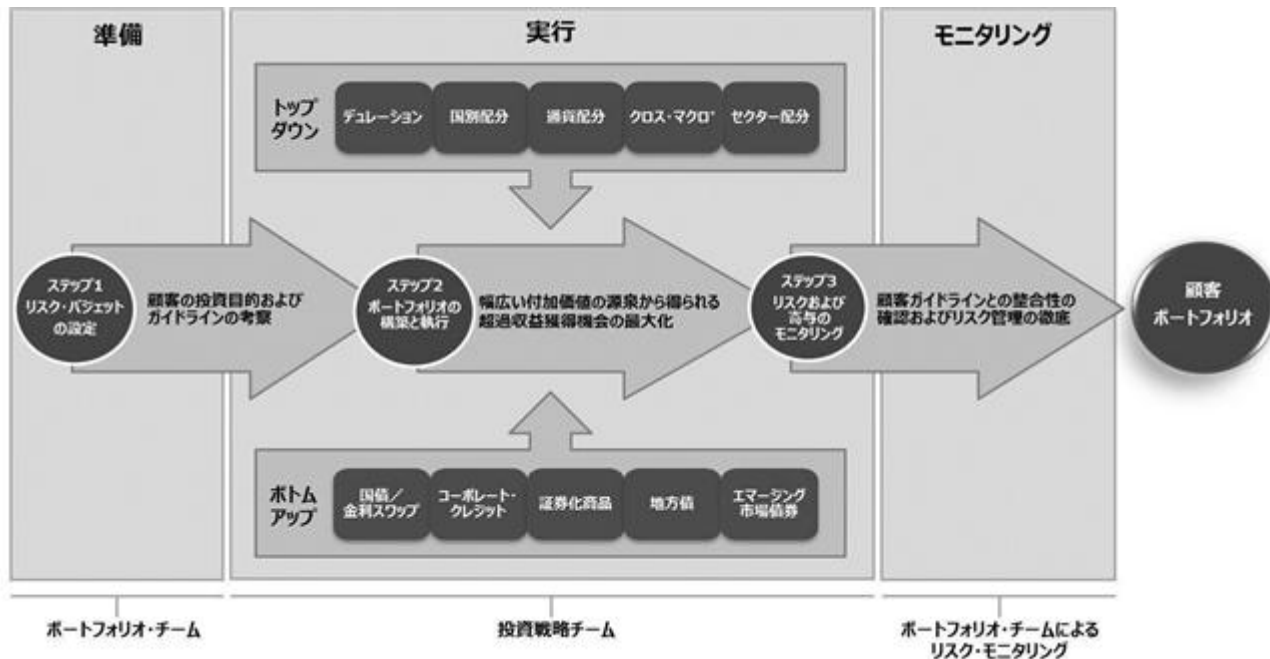 準備
実行
モニタリング
トップ
ダウン
デュレーション
国別配分
通貨配分
クロス・マクロ*
セクター配分
ステップ1
リスク・バジェット
の設定
顧客の投資目的および
ガイドラインの考察
ステップ2
ポートフォリオの
構築と執行
幅広い付加価値の源泉から得られる
超過収益獲得機会の最大化
ステップ3
リスクおよび
寄与の
モニタリング
顧客ガイドラインとの整合性の
確認およびリスク管理の徹底
顧客
ポートフォリオ
ボトム
アップ
国債／
金利スワップ
コーポレート・
クレジット
証券化商品
地方債
エマージング
市場債券
ポートフォリオ・チーム
投資戦略チーム
ポートフォリオ・チームによる
リスク・モニタリング